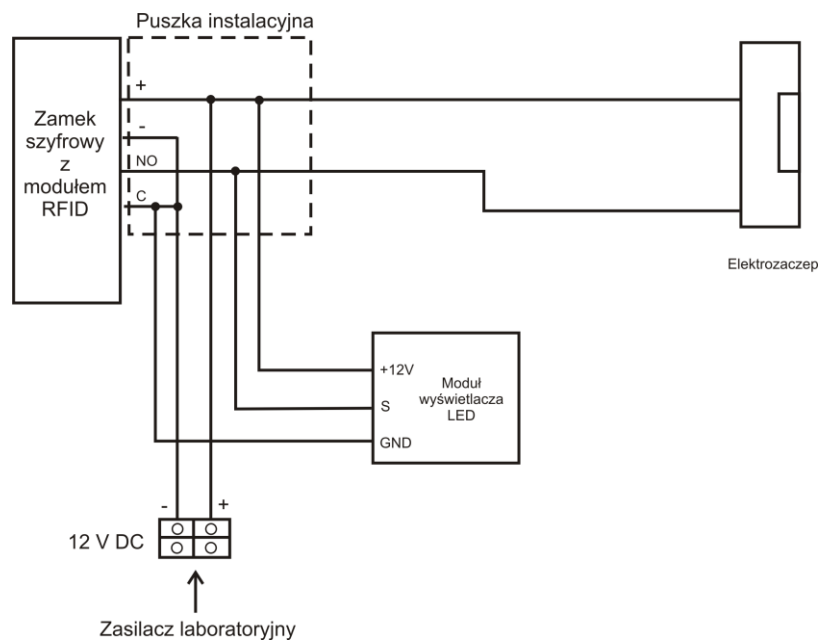 Puszka instalacyjna
Zamek
szyfrowy
z
modułem
RFID
+
-
NO
C
Elektrozaczep
+12V
S
GND
Moduł
wyświetlacza
LED
- +
12 V DC
Zasilacz laboratoryjny